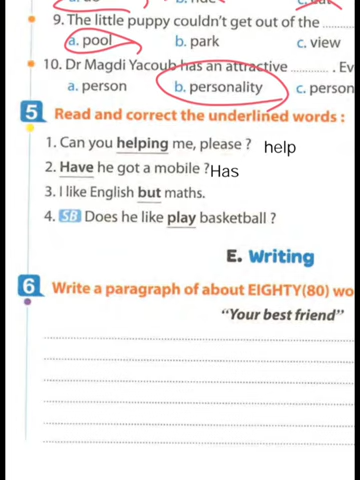 9. The little puppy couldn't get out of the ............
a. pool b. park c. view
10. Dr Magdi Yacoub has an attractive ............ . Ev
a. person b. personality c. person
5 Read and correct the underlined words :
1. Can you helping me, please ? help
2. Have he got a mobile ? Has
3. I like English but maths.
4. SB Does he like play basketball ?
E. Writing
6 Write a paragraph of about EIGHTY(80) wo
"Your best friend"